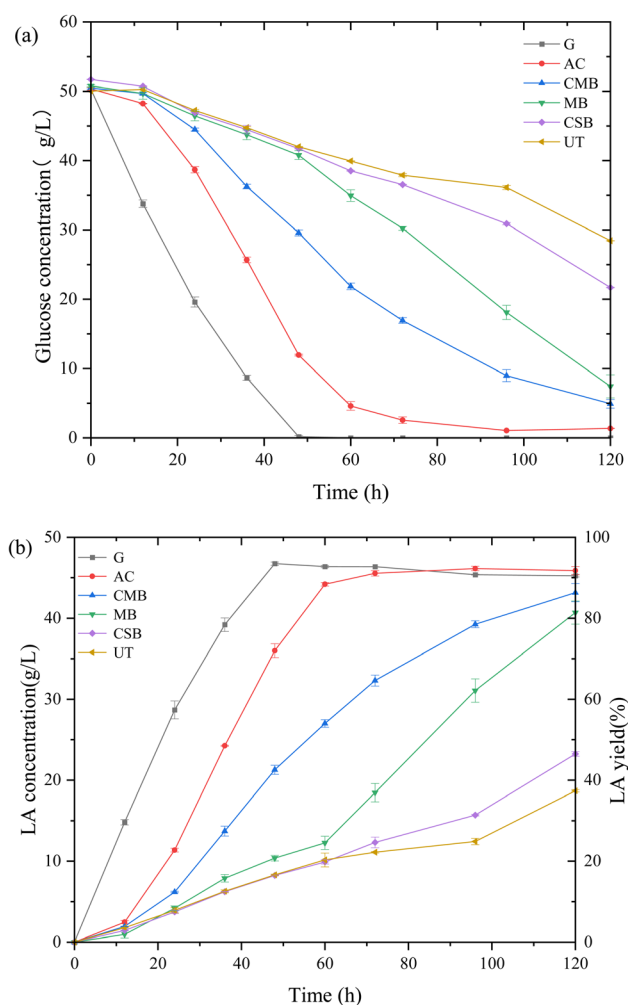 (a)
60
50
40
30
20
10
0
Glucose concentration( g/L)
G
AC
CMB
MB
CSB
UT
0 20 40 60 80 100 120
Time (h)
(b)
50
40
30
20
10
0
LA concentration(g/L)
G
AC
CMB
MB
CSB
UT
100
80
60
40
20
0
LA yield(%)
0 20 40 60 80 100 120
Time (h)